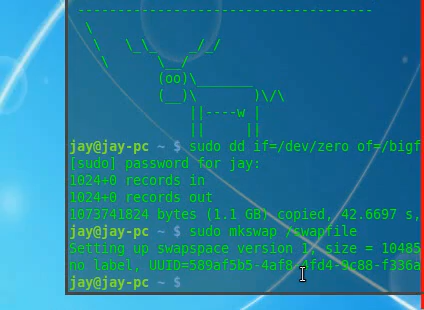 -------------------------------------
\
 \    \_\_    _/_/
  \       \__/
          (oo)\_______
          (__)\       )\/\
              ||----w |
              ||     ||
jay@jay-pc ~ $ sudo dd if=/dev/zero of=/bigf
[sudo] password for jay:
1024+0 records in
1024+0 records out
1073741824 bytes (1.1 GB) copied, 42.6697 s,
jay@jay-pc ~ $ sudo mkswap /swapfile
Setting up swapspace version 1, size = 10485
no label, UUID=589af5b5-4af8-4fd4-9c88-f336a
jay@jay-pc ~ $